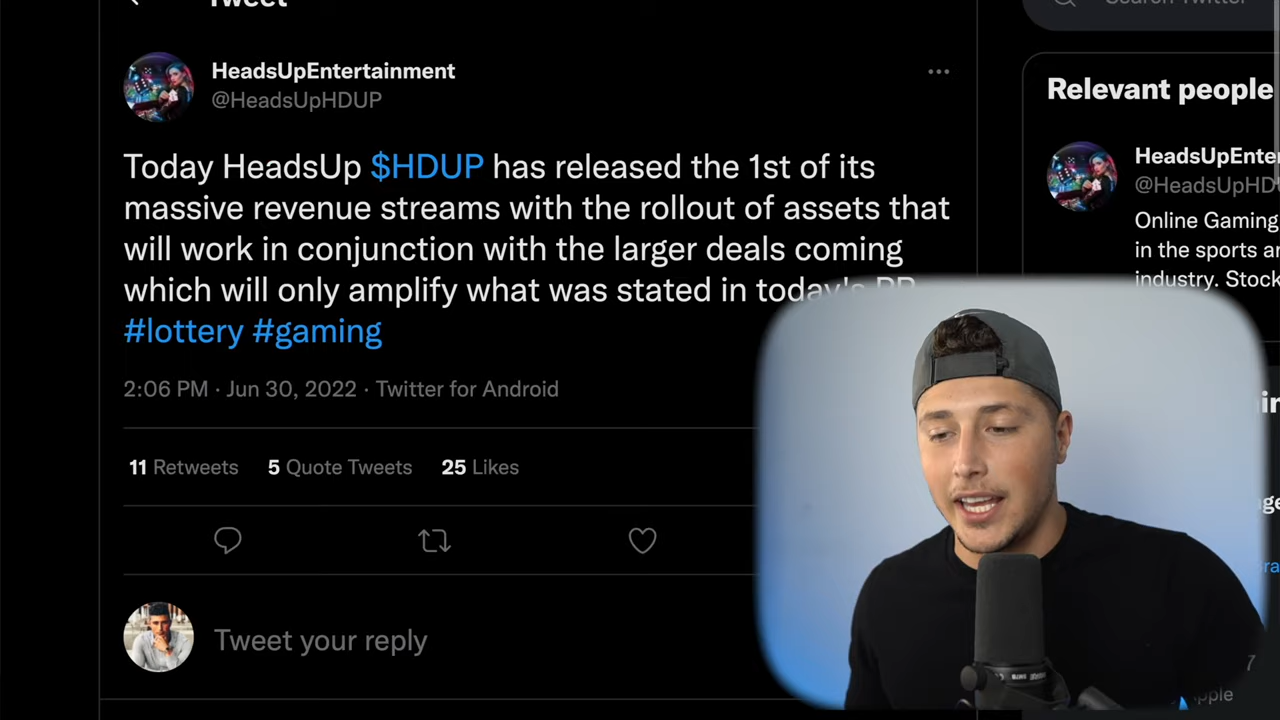 Tweet
HeadsUpEntertainment
@HeadsUpHDUP
Today HeadsUp $HDUP has released the 1st of its
massive revenue streams with the rollout of assets that
will work in conjunction with the larger deals coming
which will only amplify what was stated in today's PR
#lottery #gaming
2:06 PM · Jun 30, 2022 · Twitter for Android
11 Retweets 5 Quote Tweets 25 Likes
Tweet your reply
Relevant people
HeadsUpEnte
@HeadsUpHD
Online Gaming
in the sports a
industry. Stock